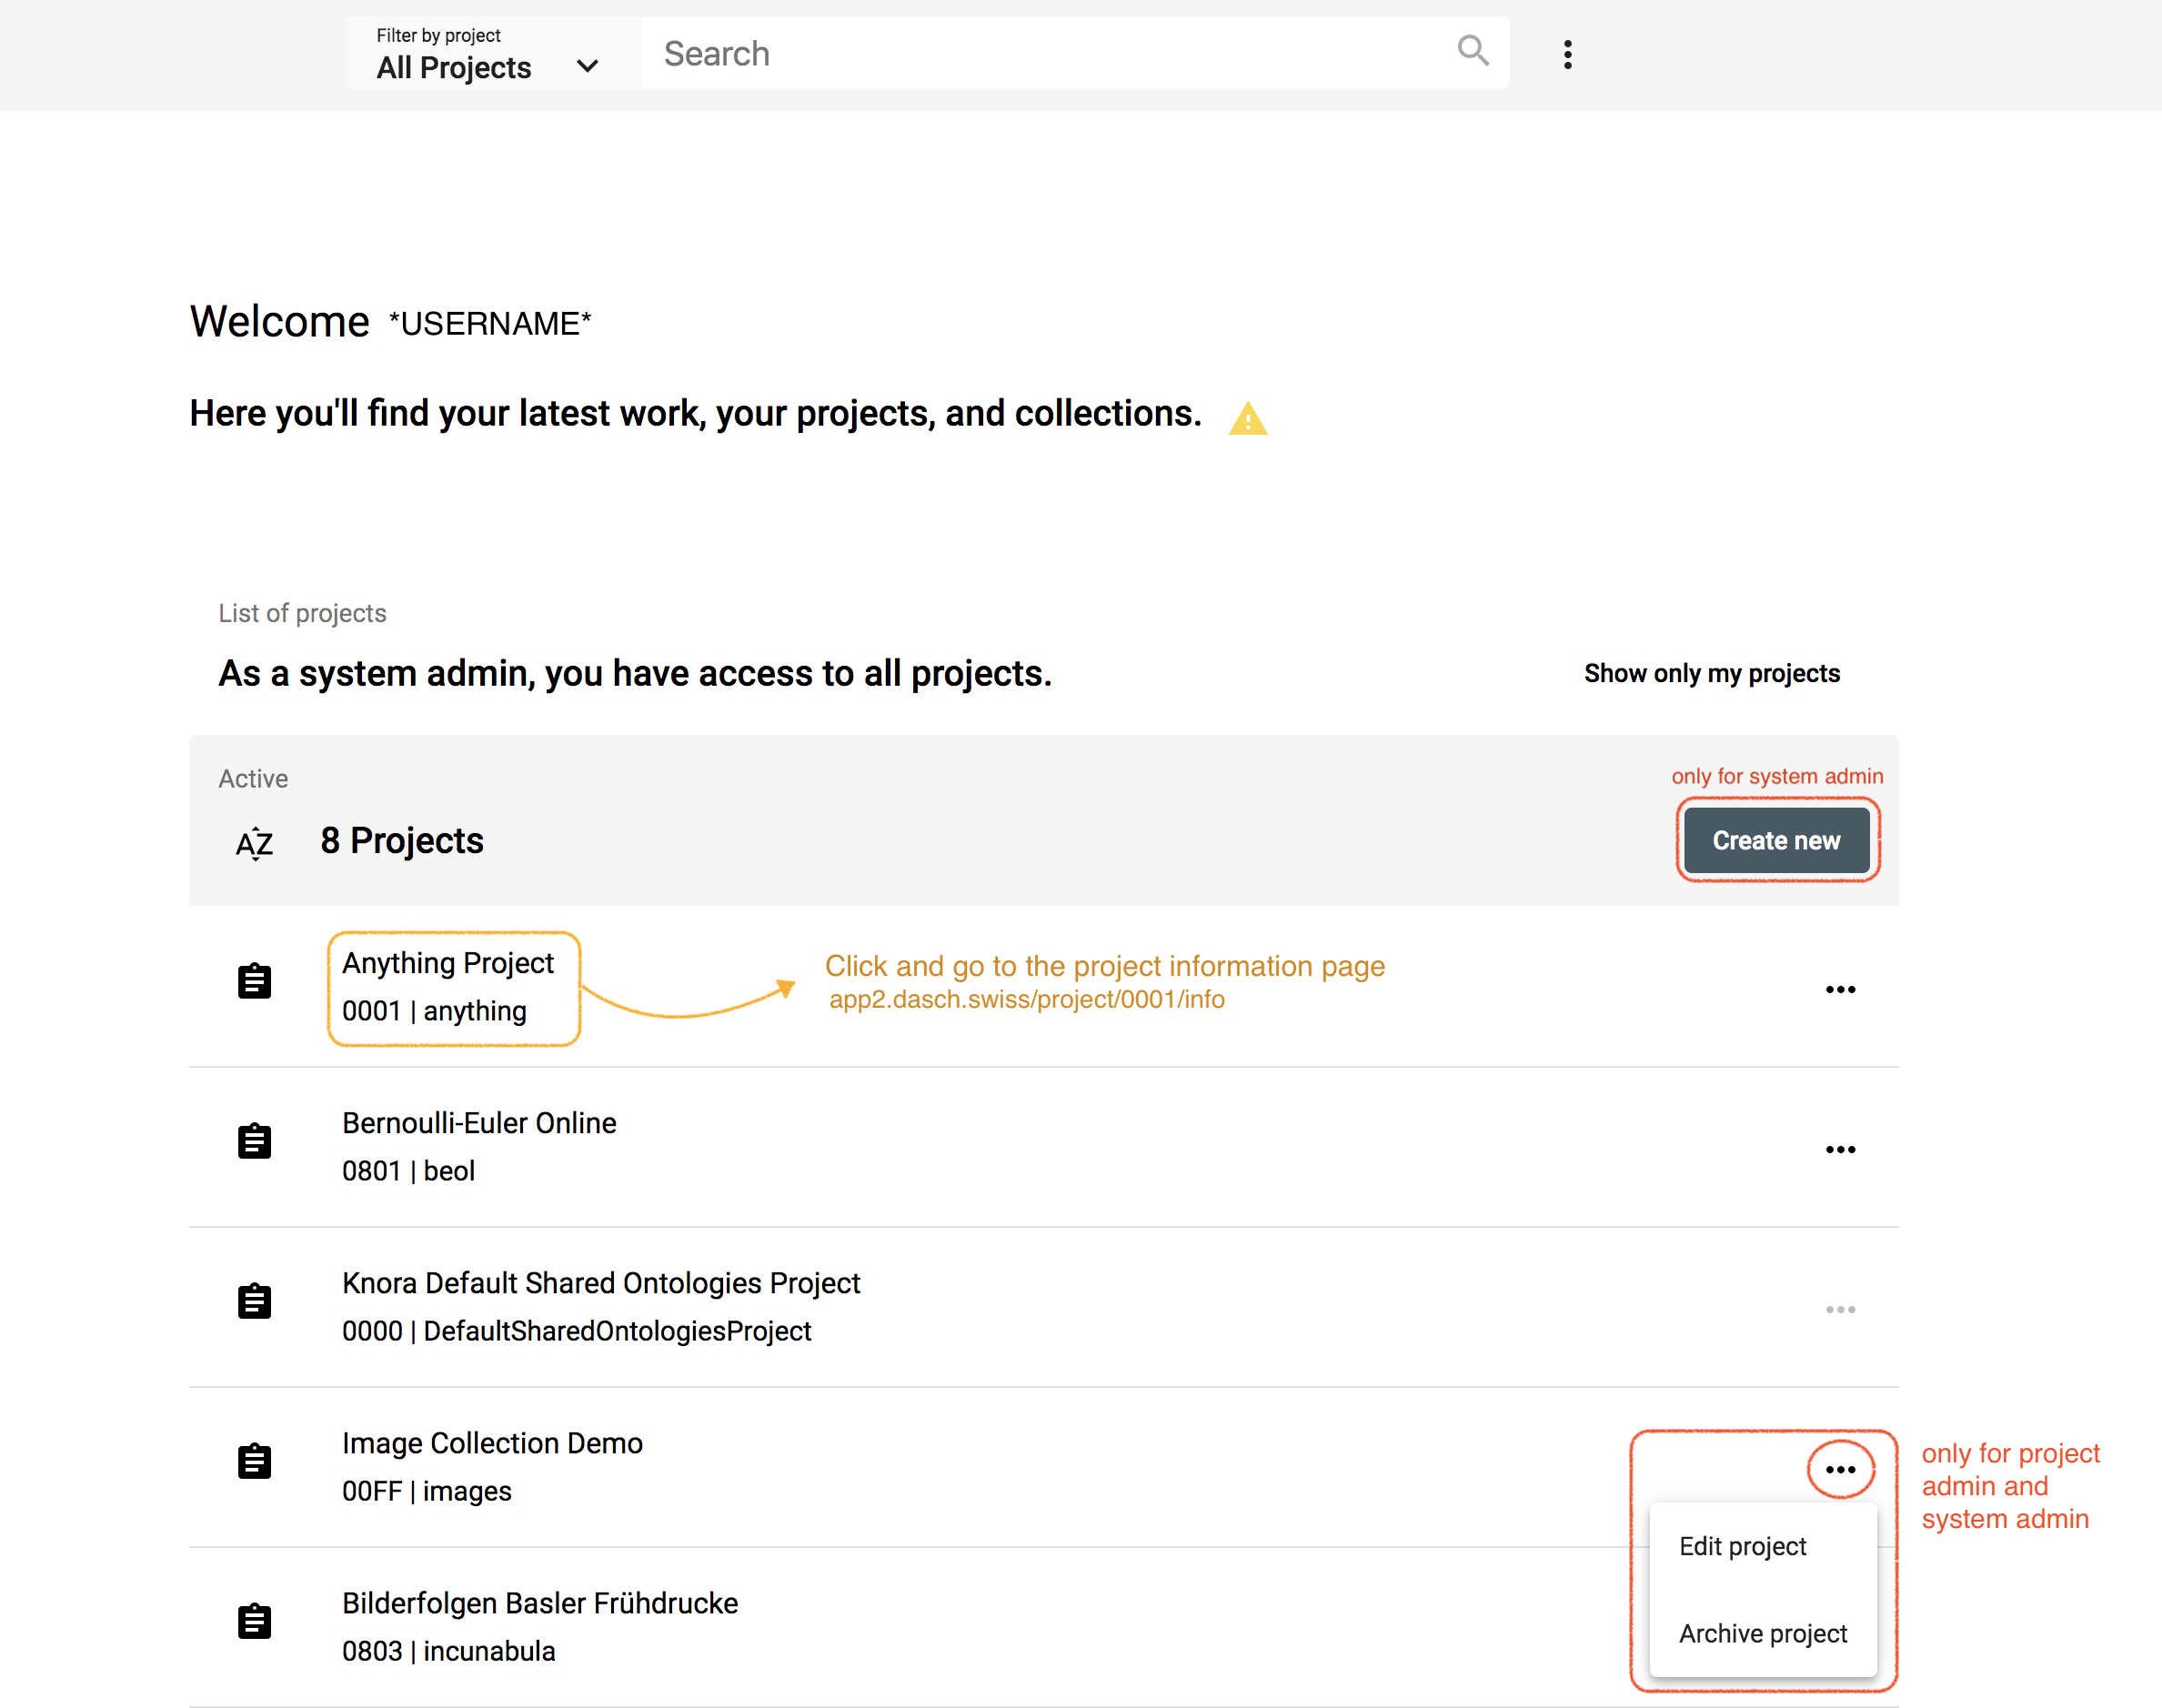 Filter by project
All Projects
Search
Welcome *USERNAME*
Here you'll find your latest work, your projects, and collections.
List of projects
As a system admin, you have access to all projects.
Show only my projects
Active
only for system admin
AZ
8 Projects
Create new
Anything Project
0001 | anything
Click and go to the project information page
app2.dasch.swiss/project/0001/info
Bernoulli-Euler Online
0801 | beol
Knora Default Shared Ontologies Project
0000 | DefaultSharedOntologiesProject
Image Collection Demo
00FF | images
only for project
admin and
system admin
Edit project
Bilderfolgen Basler Frühdrucke
0803 | incunabula
Archive project